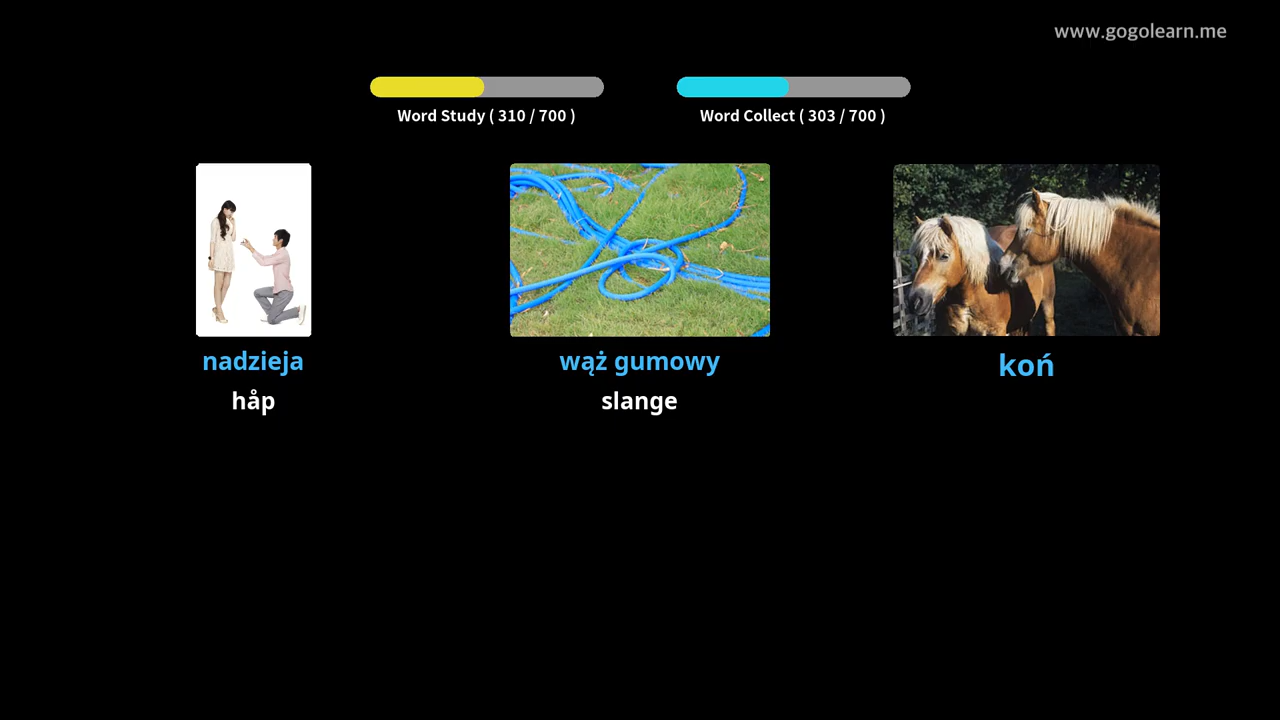 www.gogolearn.me
Word Study ( 310 / 700 )
Word Collect ( 303 / 700 )
nadzieja
håp
wąż gumowy
slange
koń